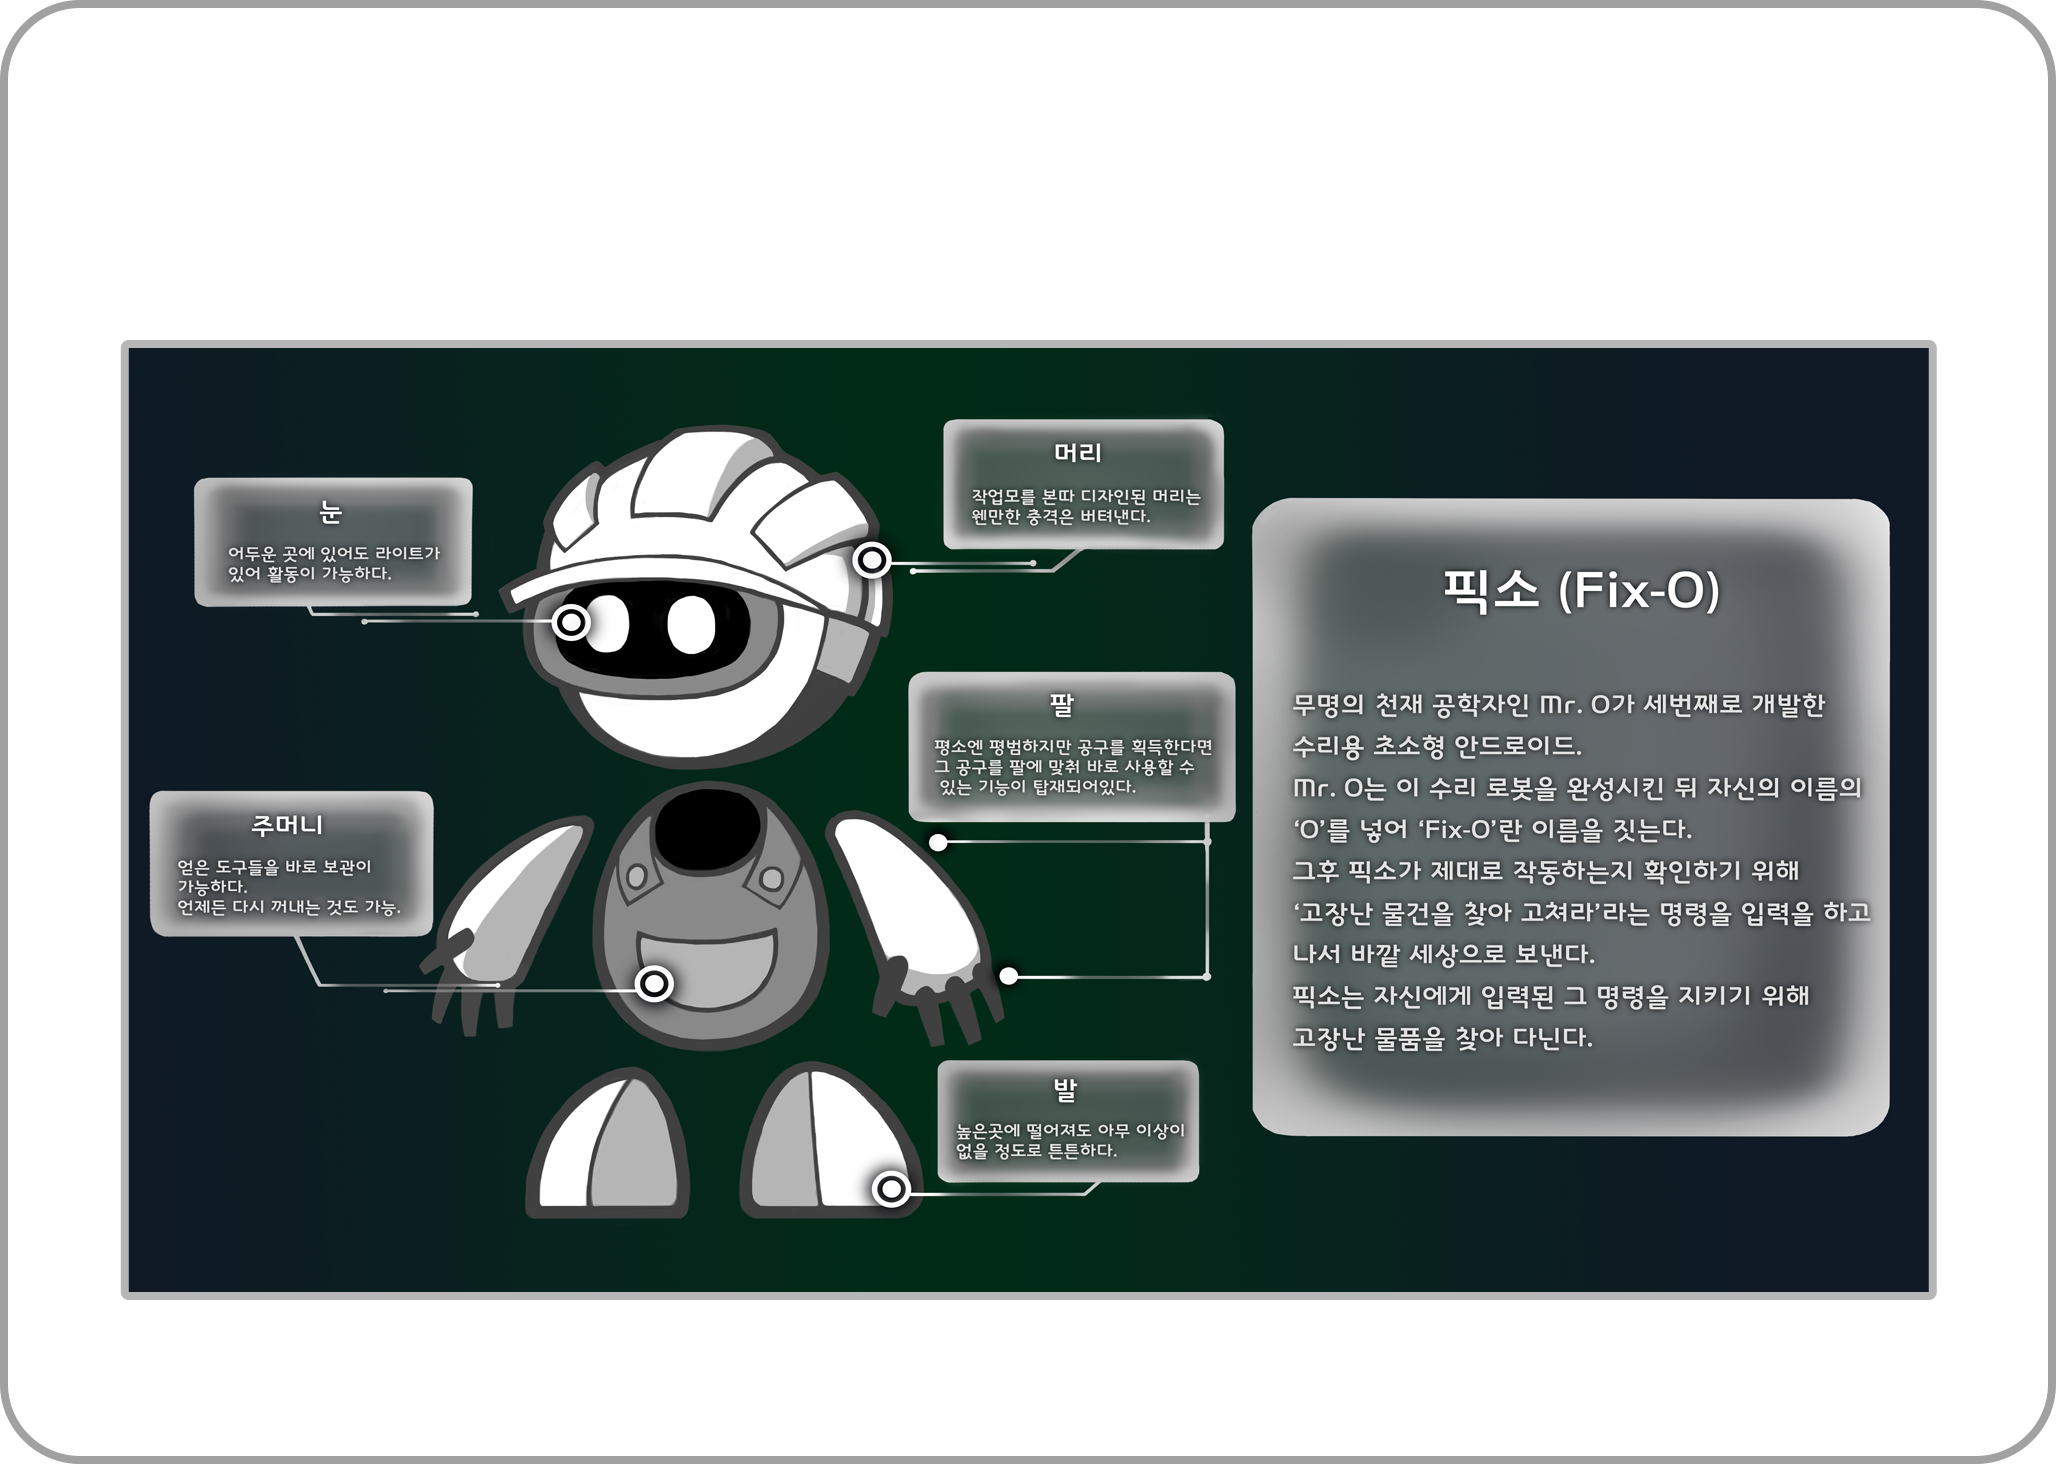 눈
어두운 곳에 있어도 라이트가
있어 활동이 가능하다.
머리
작업모를 본따 디자인된 머리는
웬만한 충격은 버텨낸다.
팔
평소엔 평범하지만 공구를 획득한다면
그 공구를 팔에 맞춰 바로 사용할 수
있는 기능이 탑재되어있다.
주머니
얻은 도구들을 바로 보관이
가능하다.
언제든 다시 꺼내는 것도 가능.
발
높은곳에 떨어져도 아무 이상이
없을 정도로 튼튼하다.
픽소 (Fix-O)
무명의 천재 공학자인 Mr. O가 세번째로 개발한
수리용 초소형 안드로이드.
Mr. O는 이 수리 로봇을 완성시킨 뒤 자신의 이름의
‘O’를 넣어 ‘Fix-O’란 이름을 짓는다.
그후 픽소가 제대로 작동하는지 확인하기 위해
‘고장난 물건을 찾아 고쳐라’라는 명령을 입력을 하고
나서 바깥 세상으로 보낸다.
픽소는 자신에게 입력된 그 명령을 지키기 위해
고장난 물품을 찾아 다닌다.